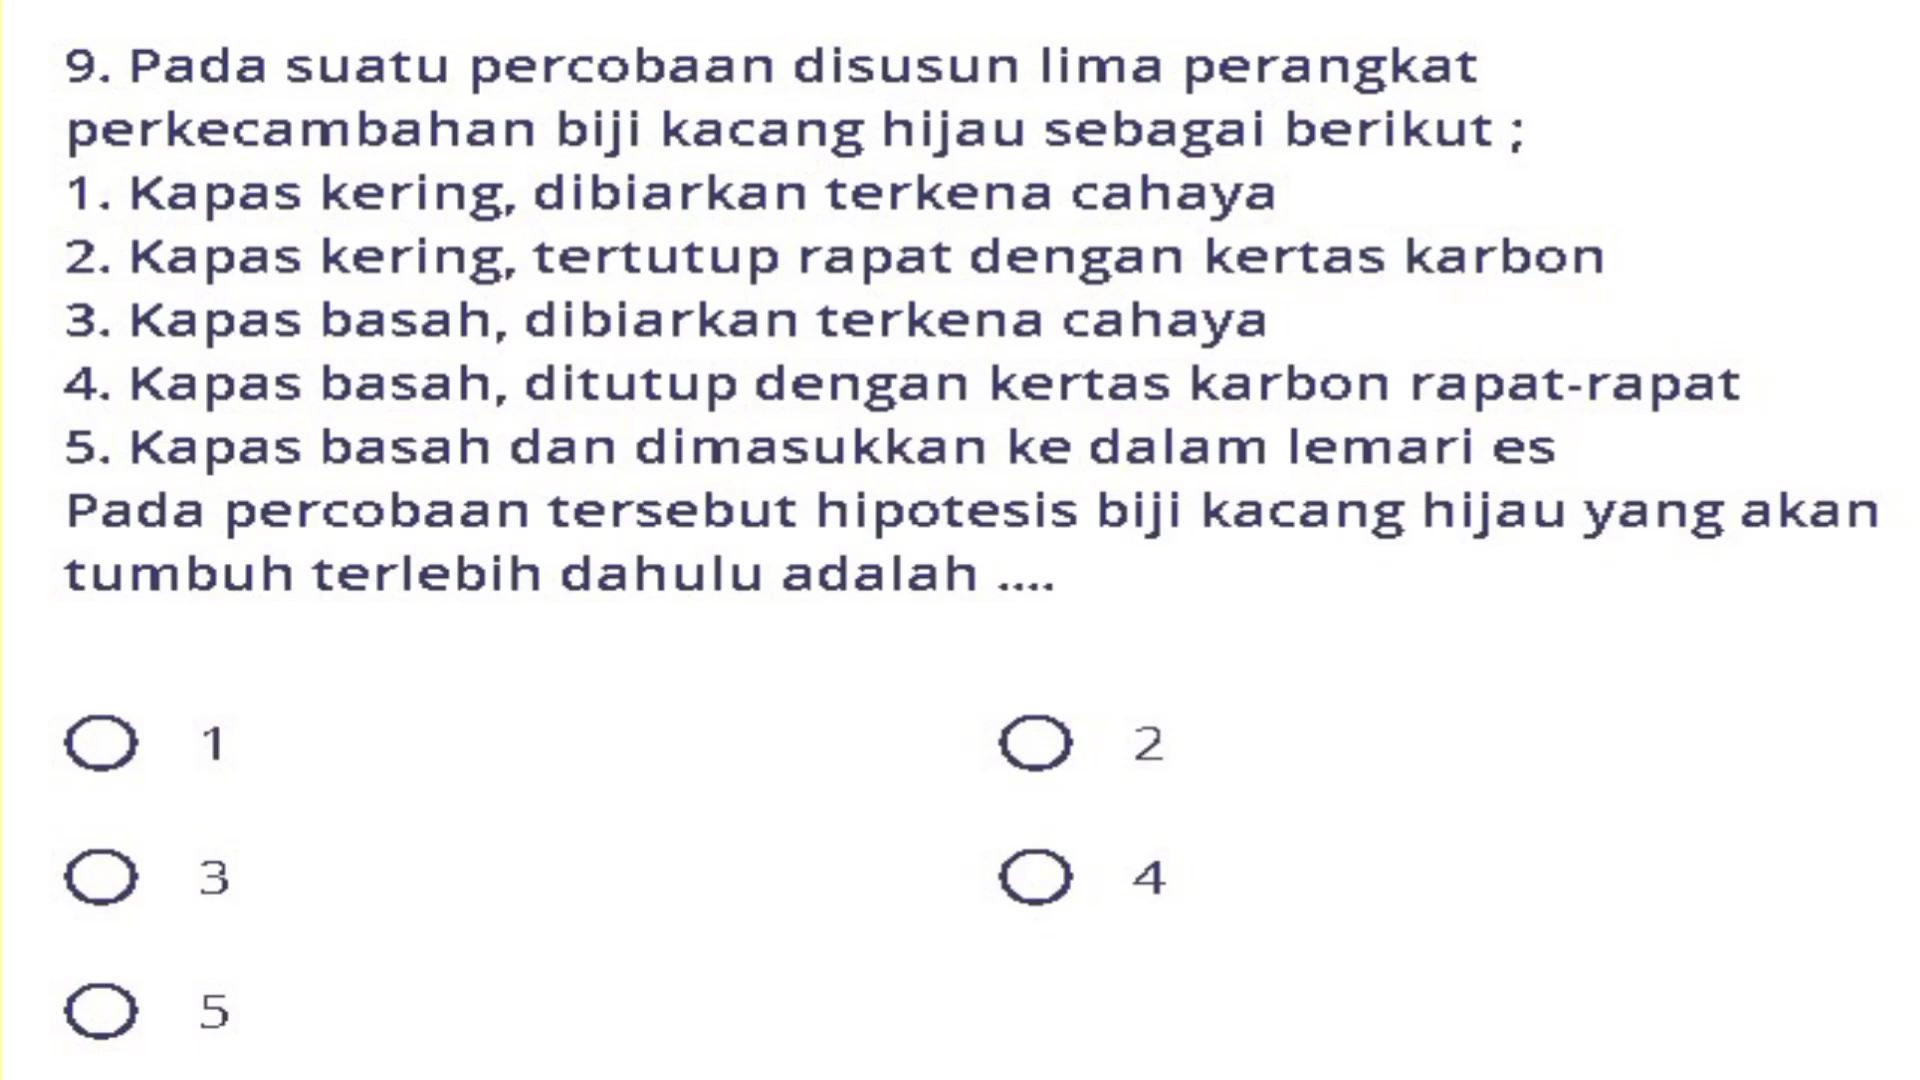 9. Pada suatu percobaan disusun lima perangkat
perkecambahan biji kacang hijau sebagai berikut ;
1. Kapas kering, dibiarkan terkena cahaya
2. Kapas kering, tertutup rapat dengan kertas karbon
3. Kapas basah, dibiarkan terkena cahaya
4. Kapas basah, ditutup dengan kertas karbon rapat-rapat
5. Kapas basah dan dimasukkan ke dalam lemari es
Pada percobaan tersebut hipotesis biji kacang hijau yang akan
tumbuh terlebih dahulu adalah ....
1
2
3
4
5